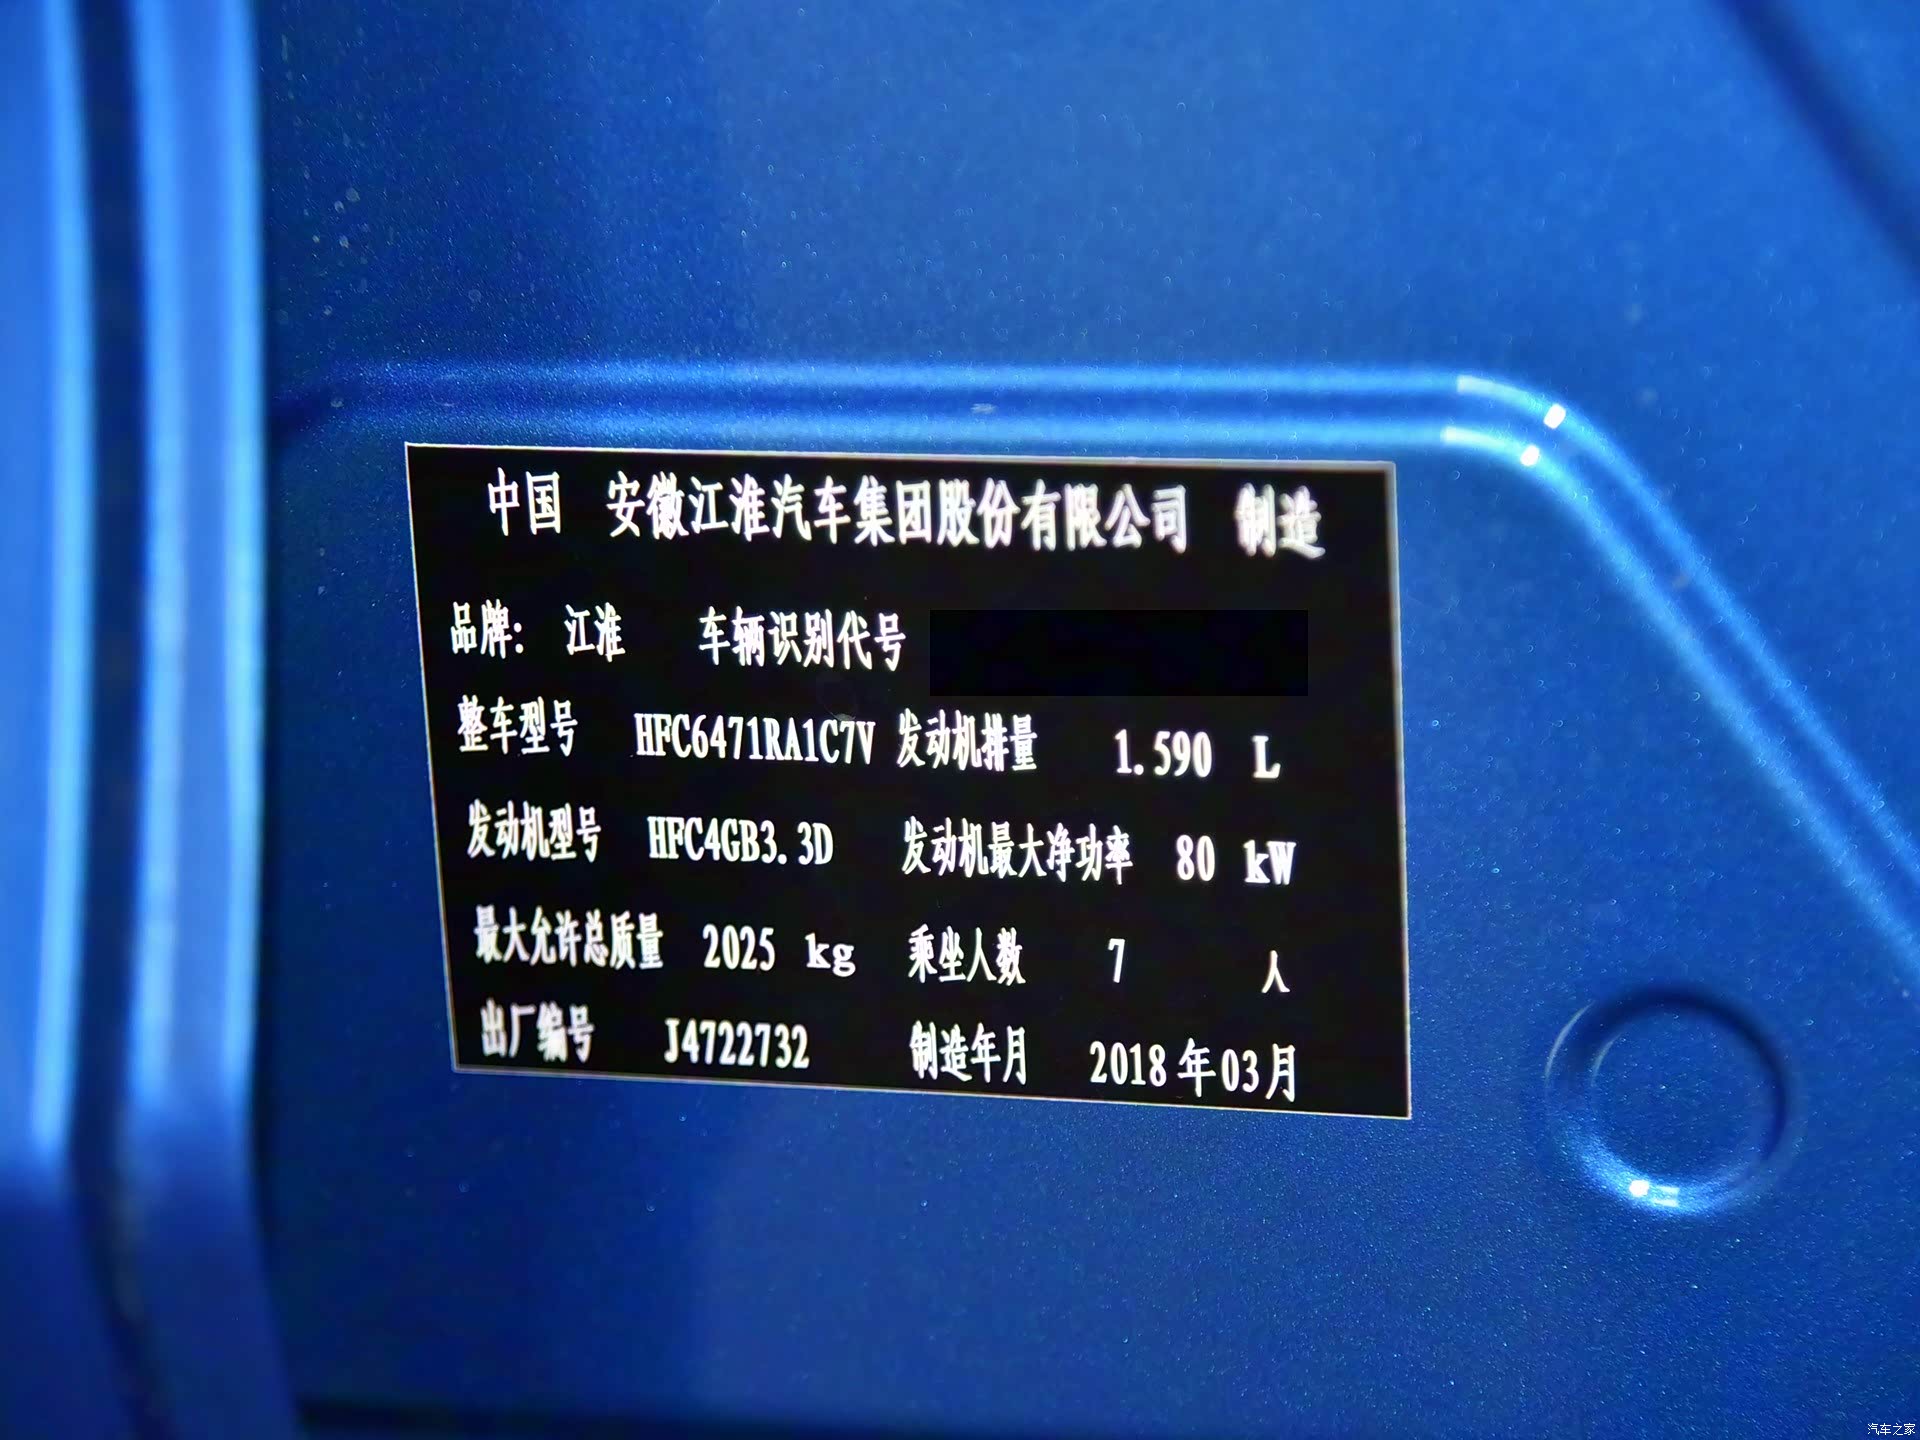 中国 安徽江淮汽车集团股份有限公司 制造
品牌: 江淮 车辆识别代号
整车型号 HFC6471RA1C7V 发动机排量 1.590 L
发动机型号 HFC4GB3.3D 发动机最大净功率 80 kW
最大允许总质量 2025 kg 乘坐人数 7 人
出厂编号 J4722732 制造年月 2018年03月
汽车之家